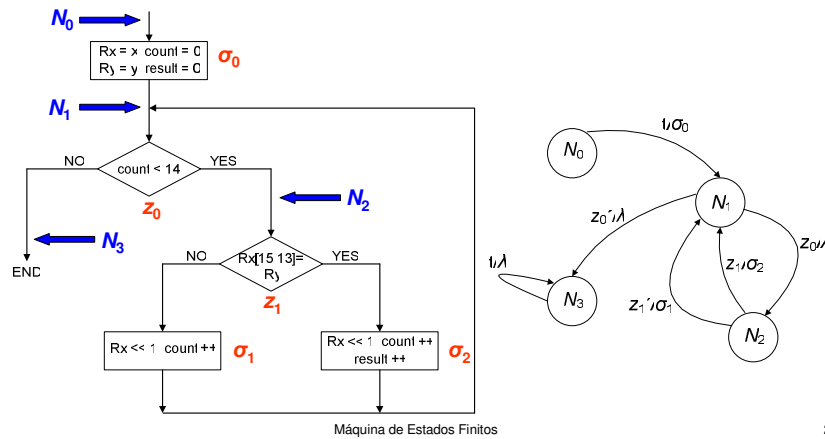 N0
Rx = x count = 0
Ry = y result = 0
σ0
N1
NO
count < 14
YES
z0
N2
N3
END
NO
Rx[15 13]=
Ry
YES
z1
Rx << 1 count ++
σ1
Rx << 1 count ++
result ++
σ2
N0
1/σ0
N1
z0´/λ
z0/
1/λ
N3
z1/σ2
z1´/σ1
N2
Máquina de Estados Finitos